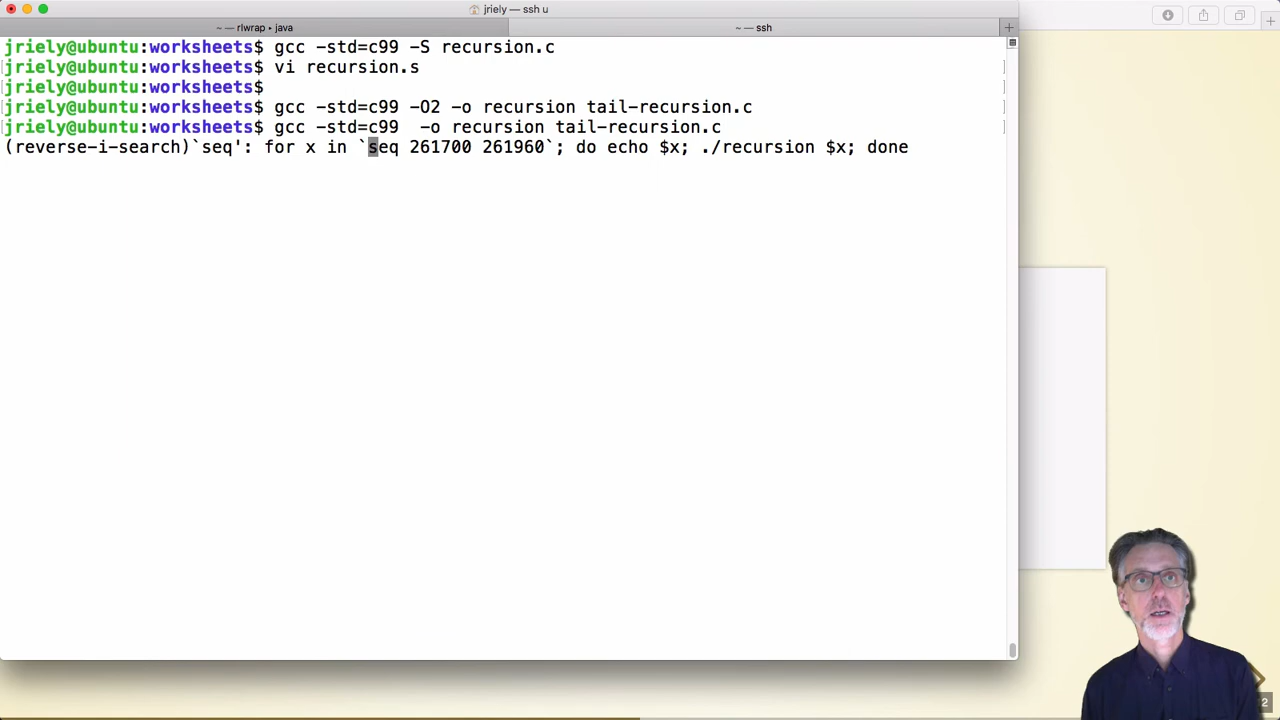 jriely — ssh u
~ — rlwrap • java
~ — ssh
jriely@ubuntu:worksheets$ gcc -std=c99 -S recursion.c
jriely@ubuntu:worksheets$ vi recursion.s
jriely@ubuntu:worksheets$
jriely@ubuntu:worksheets$ gcc -std=c99 -O2 -o recursion tail-recursion.c
jriely@ubuntu:worksheets$ gcc -std=c99  -o recursion tail-recursion.c
(reverse-i-search)`seq': for x in `seq 261700 261960`; do echo $x; ./recursion $x; done
2